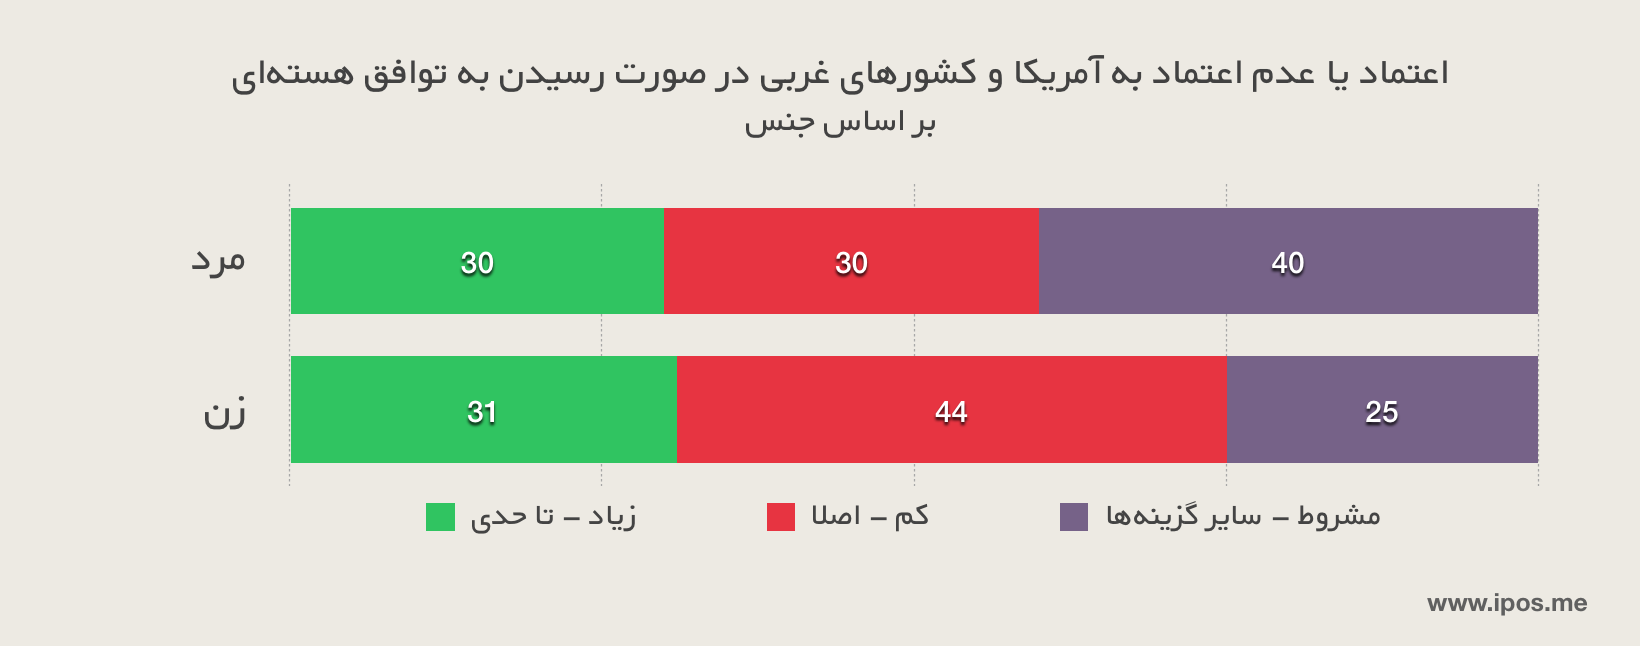 اعتماد یا عدم اعتماد به آمریکا و کشورهای غربی در صورت رسیدن به توافق هسته‌ای
بر اساس جنس
مرد 30 30 40
زن 31 44 25
زیاد – تا حدی کم – اصلا مشروط – سایر گزینه‌ها
www.ipos.me